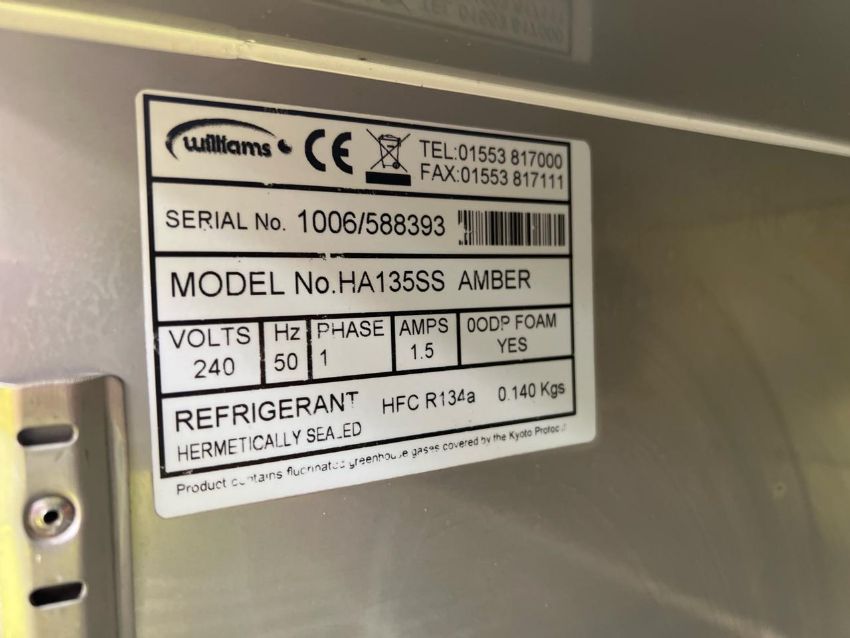 williams CE TEL:01553 817000
FAX:01553 817111
SERIAL No. 1006/588393
MODEL No.HA135SS AMBER
VOLTS Hz PHASE AMPS 0ODP FOAM
240 50 1 1.5 YES
REFRIGERANT HFC R134a 0.140 Kgs
HERMETICALLY SEALED
Product contains fluorinated greenhouse gases covered by the Kyoto Protocol